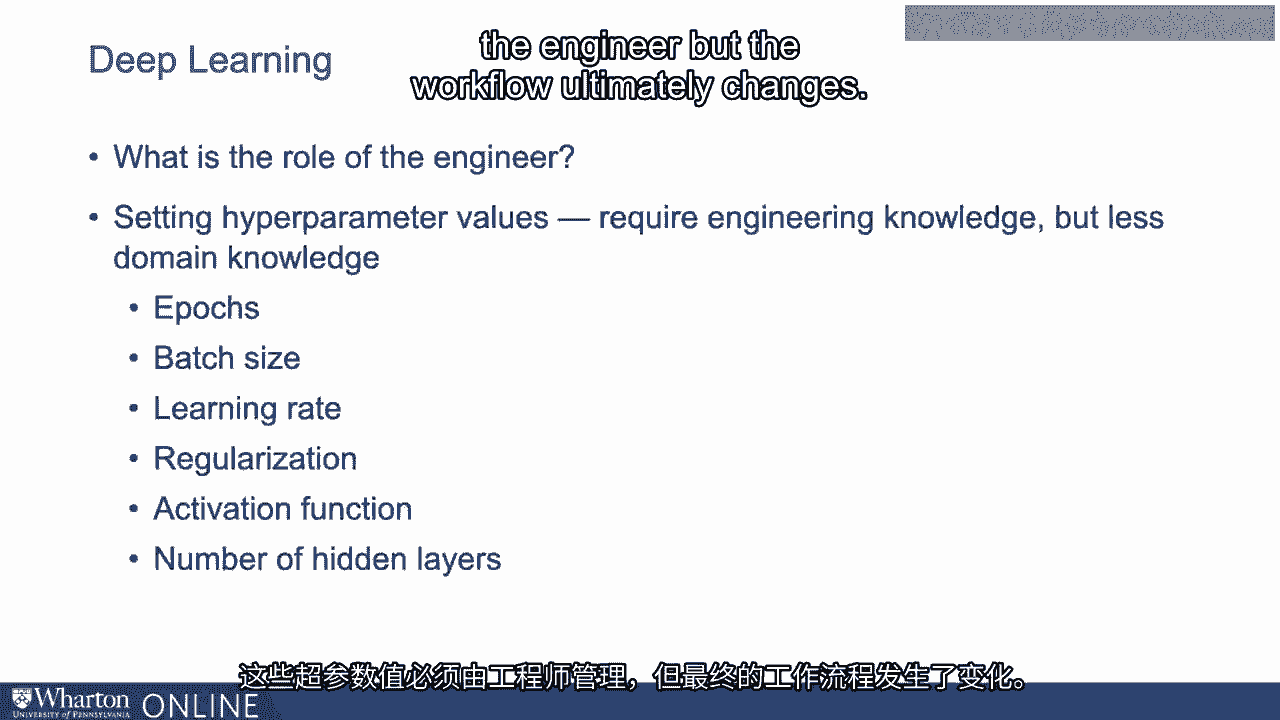 the engineer but the
workflow ultimately changes.
Deep Learning
• What is the role of the engineer?
• Setting hyperparameter values — require engineering knowledge, but less
domain knowledge
• Epochs
• Batch size
• Learning rate
• Regularization
• Activation function
• Number of hidden layers
这些超参数值必须由工程师管理，但最终的工作流程发生了变化。
Wharton
UNIVERSITY of PENNSYLVANIA
ONLINE